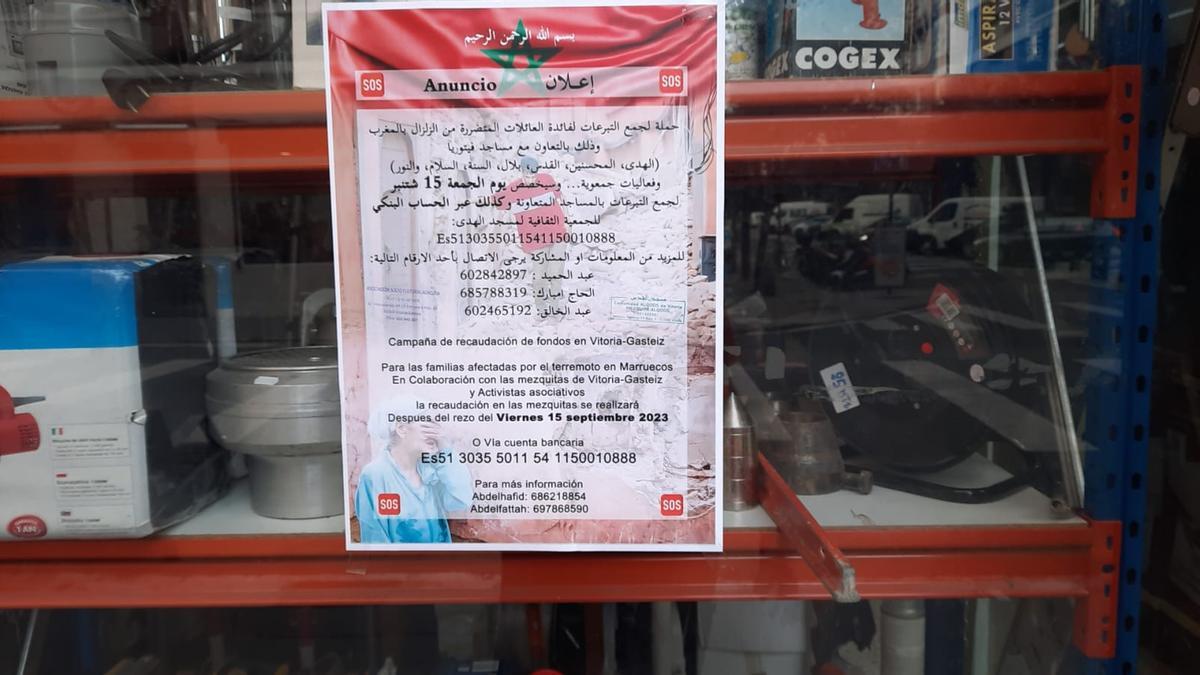 COGEX
ASPIRA
12 V
بسم الله الرحمن الرحيم
SOS
Anuncio إعلان
SOS
حملة لجمع التبرعات لفائدة العائلات المتضررة من الزلزال بالمغرب
وذلك بالتعاون مع مساجد فيتوريا
(الهدى، المحسنين، القدس، بلال، السنة، السلام، والنور)
وفعاليات جمعوية... وسيخصص يوم الجمعة 15 شتنبر
لجمع التبرعات بالمساجد المتعاونة وكذلك عبر الحساب البنكي
للجمعية الثقافية لمسجد الهدى:
Es5130355011541150010888
للمزيد من المعلومات او المشاركة يرجى الاتصال بأحد الارقام التالية:
عبد الحميد : 602842897
الحاج امبارك: 685788319
عبد الخالق: 602465192
Campaña de recaudación de fondos en Vitoria-Gasteiz
Para las familias afectadas por el terremoto en Marruecos
En Colaboración con las mezquitas de Vitoria-Gasteiz
y Activistas asociativos
la recaudación en las mezquitas se realizará
Despues del rezo del Viernes 15 septiembre 2023
O VIa cuenta bancaria
Es51 3035 5011 54 1150010888
Para más información
Abdelhafid: 686218854
Abdelfattah: 697868590
SOS
SOS